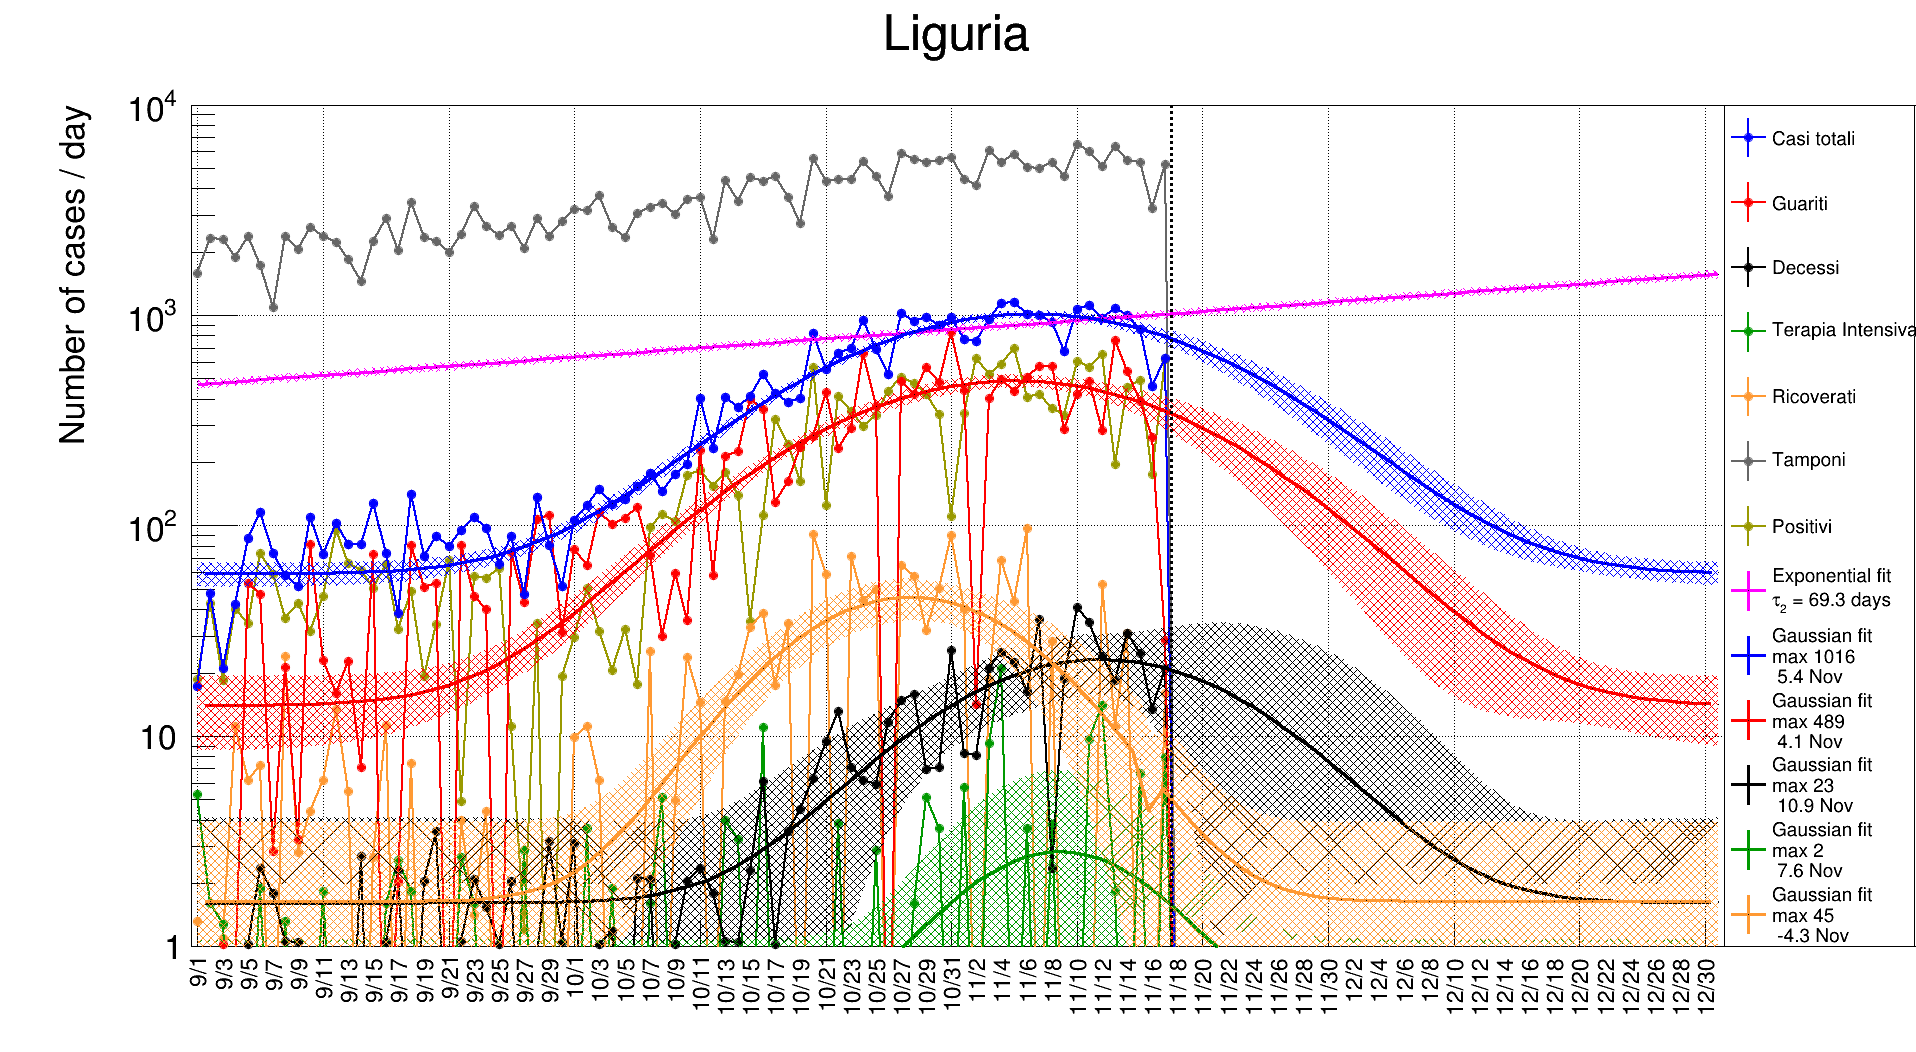 Liguria
Number of cases / day
10^4
10^3
10^2
10
1
9/1
9/3
9/5
9/7
9/9
9/11
9/13
9/15
9/17
9/19
9/21
9/23
9/25
9/27
9/29
10/1
10/3
10/5
10/7
10/9
10/11
10/13
10/15
10/17
10/19
10/21
10/23
10/25
10/27
10/29
10/31
11/2
11/4
11/6
11/8
11/10
11/12
11/14
11/16
11/18
11/20
11/22
11/24
11/26
11/28
11/30
12/2
12/4
12/6
12/8
12/10
12/12
12/14
12/16
12/18
12/20
12/22
12/24
12/26
12/28
12/30
Casi totali
Guariti
Decessi
Terapia Intensiva
Ricoverati
Tamponi
Positivi
Exponential fit
τ₂ = 69.3 days
Gaussian fit
max 1016
5.4 Nov
Gaussian fit
max 489
4.1 Nov
Gaussian fit
max 23
10.9 Nov
Gaussian fit
max 2
7.6 Nov
Gaussian fit
max 45
-4.3 Nov